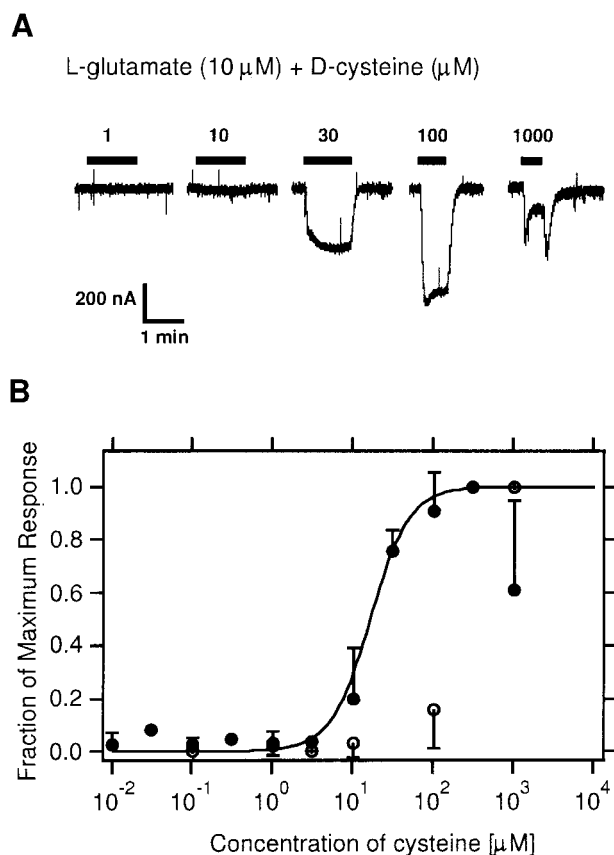 A
L-glutamate (10 µM) + D-cysteine (µM)
1 10 30 100 1000
200 nA
1 min
B
Fraction of Maximum Response
1.0
0.8
0.6
0.4
0.2
0.0
10⁻² 10⁻¹ 10⁰ 10¹ 10² 10³ 10⁴
Concentration of cysteine [µM]